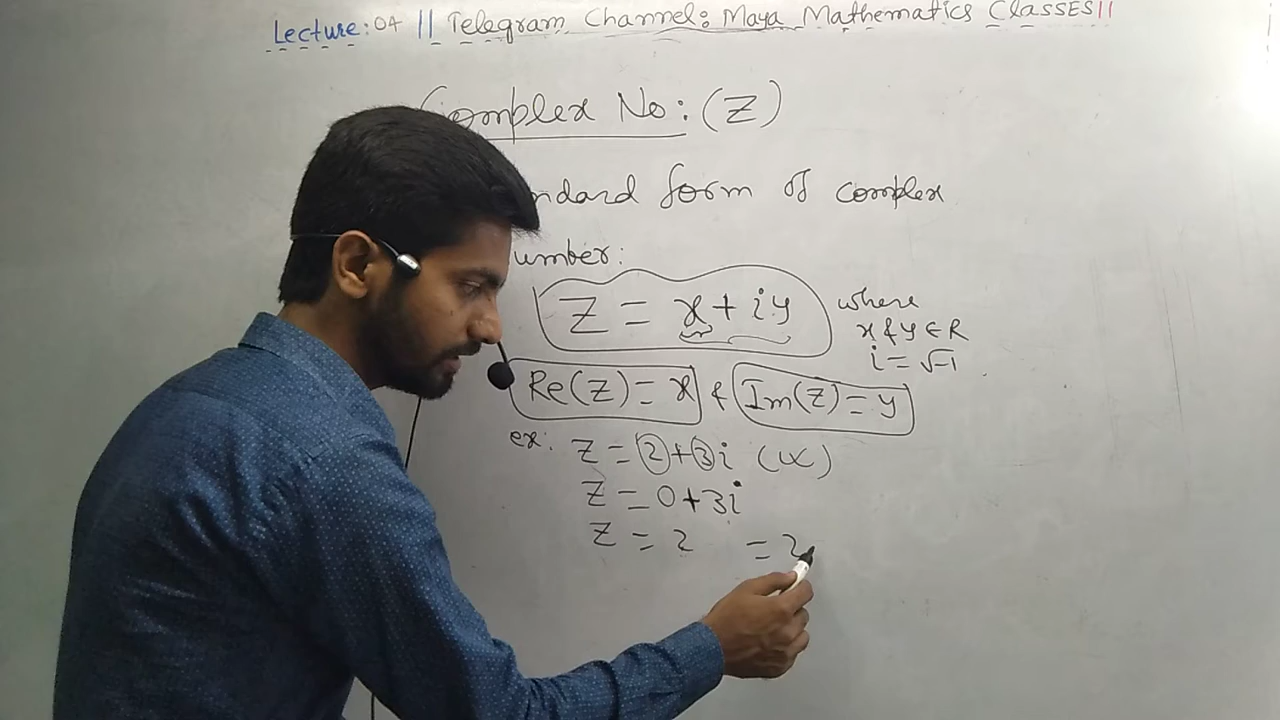 Lecture: 04 || Telegram Channel: Maya Mathematics Classes ||
Complex No: (Z)
ndard form of complex
umber:
Z = x + iy where
x & y ∈ R
i = √-1
Re(Z) = x & Im(Z) = y
ex: Z = 2 + 3i
Z = 0 + 3i
Z = 2 = 2